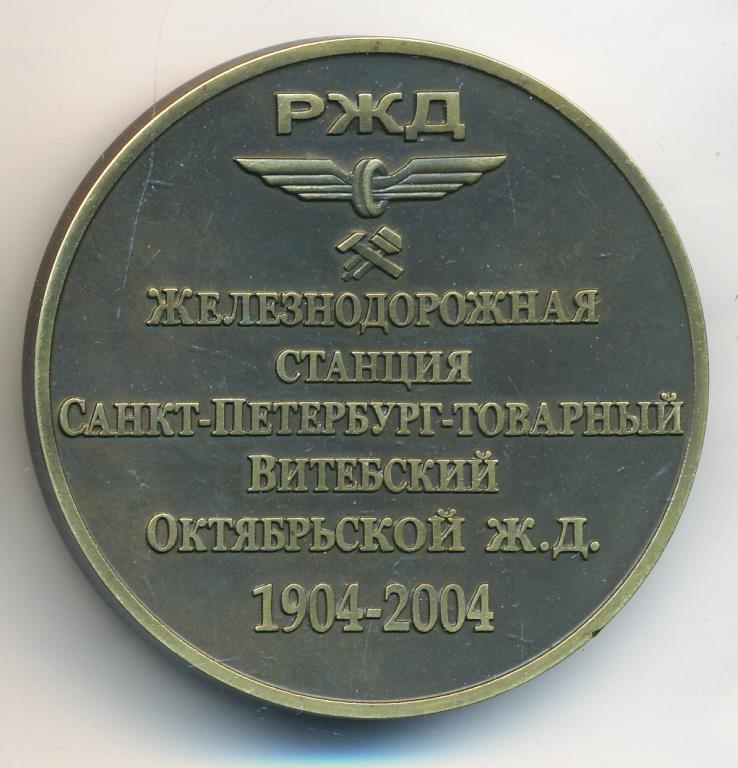 РЖД
ЖЕЛЕЗНОДОРОЖНАЯ
СТАНЦИЯ
САНКТ-ПЕТЕРБУРГ-ТОВАРНЫЙ
ВИТЕБСКИЙ
ОКТЯБРЬСКОЙ Ж.Д.
1904-2004